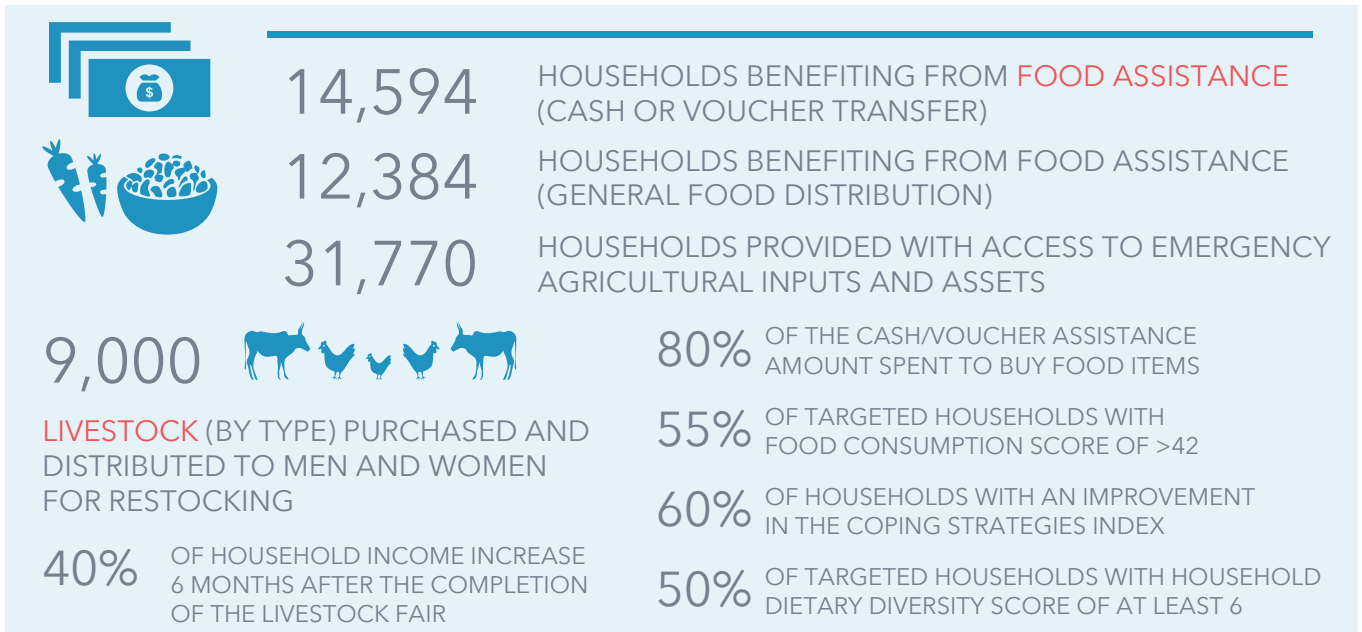 $
14,594
HOUSEHOLDS BENEFITING FROM FOOD ASSISTANCE
(CASH OR VOUCHER TRANSFER)
12,384
HOUSEHOLDS BENEFITING FROM FOOD ASSISTANCE
(GENERAL FOOD DISTRIBUTION)
31,770
HOUSEHOLDS PROVIDED WITH ACCESS TO EMERGENCY
AGRICULTURAL INPUTS AND ASSETS
9,000
LIVESTOCK (BY TYPE) PURCHASED AND
DISTRIBUTED TO MEN AND WOMEN
FOR RESTOCKING
40%
OF HOUSEHOLD INCOME INCREASE
6 MONTHS AFTER THE COMPLETION
OF THE LIVESTOCK FAIR
80%
OF THE CASH/VOUCHER ASSISTANCE
AMOUNT SPENT TO BUY FOOD ITEMS
55%
OF TARGETED HOUSEHOLDS WITH
FOOD CONSUMPTION SCORE OF >42
60%
OF HOUSEHOLDS WITH AN IMPROVEMENT
IN THE COPING STRATEGIES INDEX
50%
OF TARGETED HOUSEHOLDS WITH HOUSEHOLD
DIETARY DIVERSITY SCORE OF AT LEAST 6